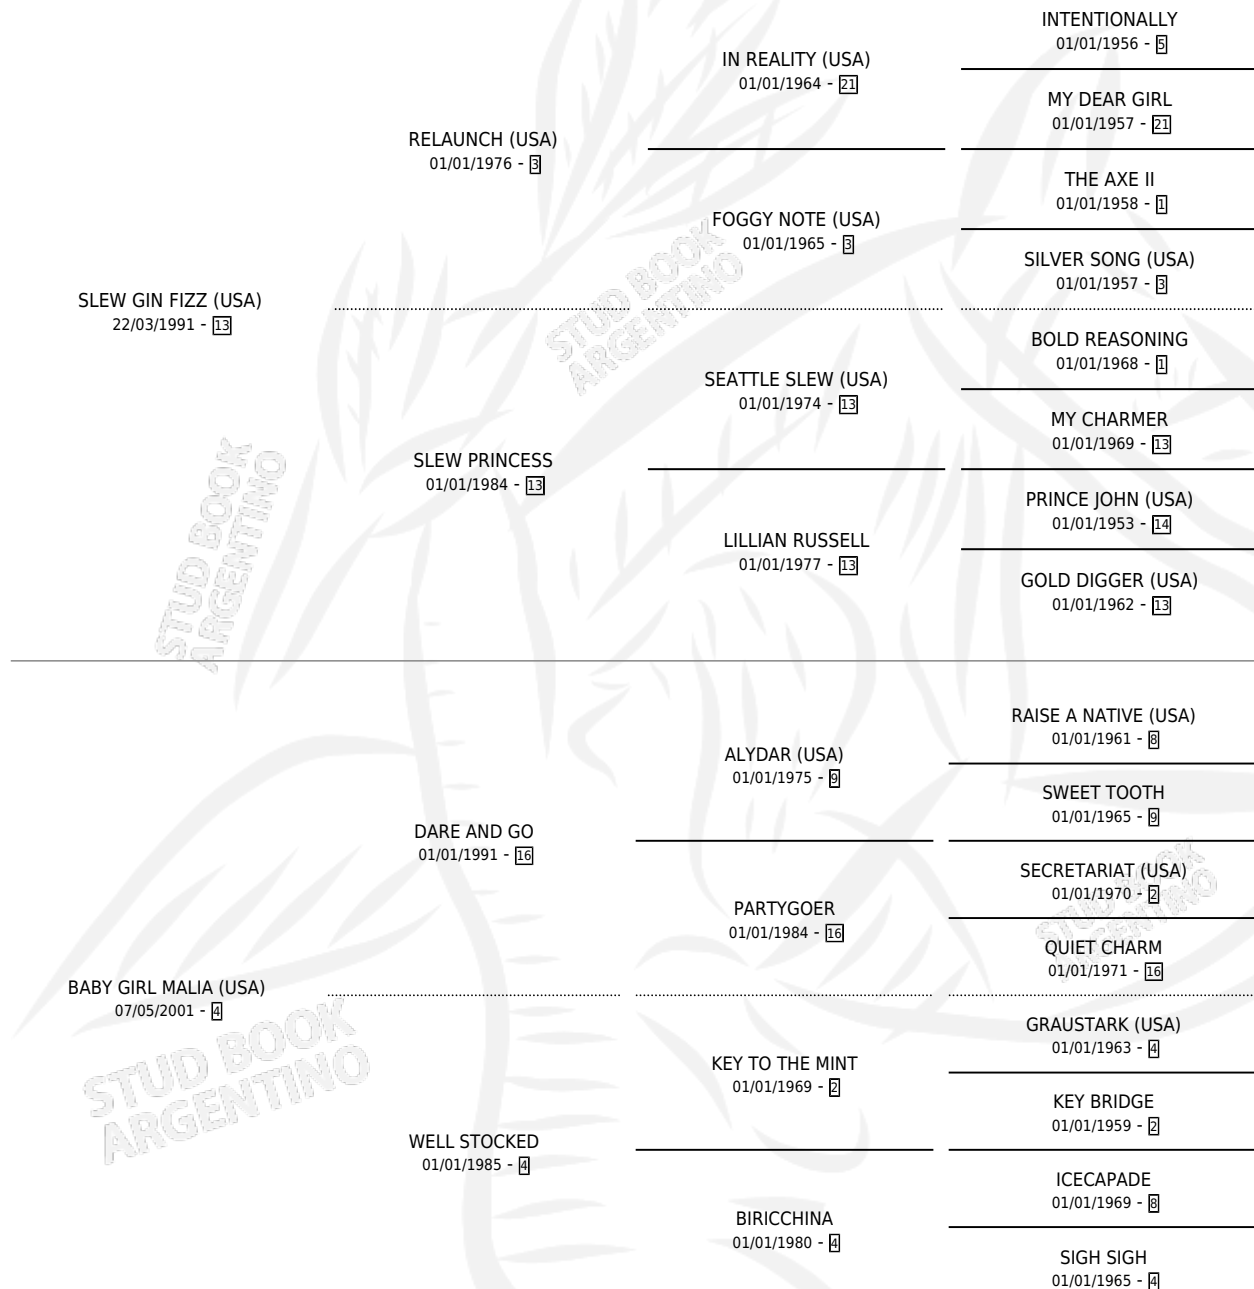 INTENTIONALLY
01/01/1956 - 5
IN REALITY (USA)
01/01/1964 - 21
MY DEAR GIRL
01/01/1957 - 21
RELAUNCH (USA)
01/01/1976 - 3
THE AXE II
01/01/1958 - 1
FOGGY NOTE (USA)
01/01/1965 - 3
SILVER SONG (USA)
01/01/1957 - 3
SLEW GIN FIZZ (USA)
22/03/1991 - 13
STUD BOOK
ARGENTINO
BOLD REASONING
01/01/1968 - 1
SEATTLE SLEW (USA)
01/01/1974 - 13
MY CHARMER
01/01/1969 - 13
SLEW PRINCESS
01/01/1984 - 13
PRINCE JOHN (USA)
01/01/1953 - 14
LILLIAN RUSSELL
01/01/1977 - 13
GOLD DIGGER (USA)
01/01/1962 - 13
STUD BOOK
ARGENTINO
RAISE A NATIVE (USA)
01/01/1961 - 8
ALYDAR (USA)
01/01/1975 - 9
SWEET TOOTH
01/01/1965 - 9
DARE AND GO
01/01/1991 - 16
SECRETARIAT (USA)
01/01/1970 - 2
PARTYGOER
01/01/1984 - 16
STUD BOOK
ARGENTINO
QUIET CHARM
01/01/1971 - 16
BABY GIRL MALIA (USA)
07/05/2001 - 4
STUD BOOK
ARGENTINO
GRAUSTARK (USA)
01/01/1963 - 4
KEY TO THE MINT
01/01/1969 - 2
KEY BRIDGE
01/01/1959 - 2
WELL STOCKED
01/01/1985 - 4
ICECAPADE
01/01/1969 - 8
BIRICCHINA
01/01/1980 - 4
SIGH SIGH
01/01/1965 - 4